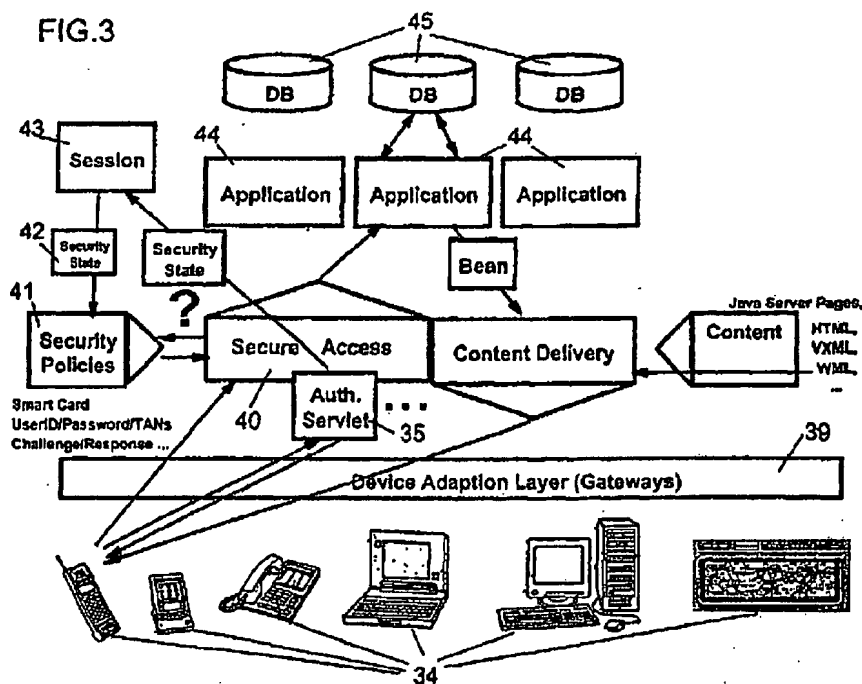 FIG.3
45
DB
DB
DB
43
Session
44
Application
44
Application
Application
42
Security
State
Security
State
Bean
41
Security
Policies
?
Secure Access
40
Content Delivery
Java Server Pages,
Content
HTML,
VXML,
WML,
...
Auth.
Servlet
35
...
Smart Card
UserID/Password/TANs
Challenge/Response ...
39
Device Adaption Layer (Gateways)
34